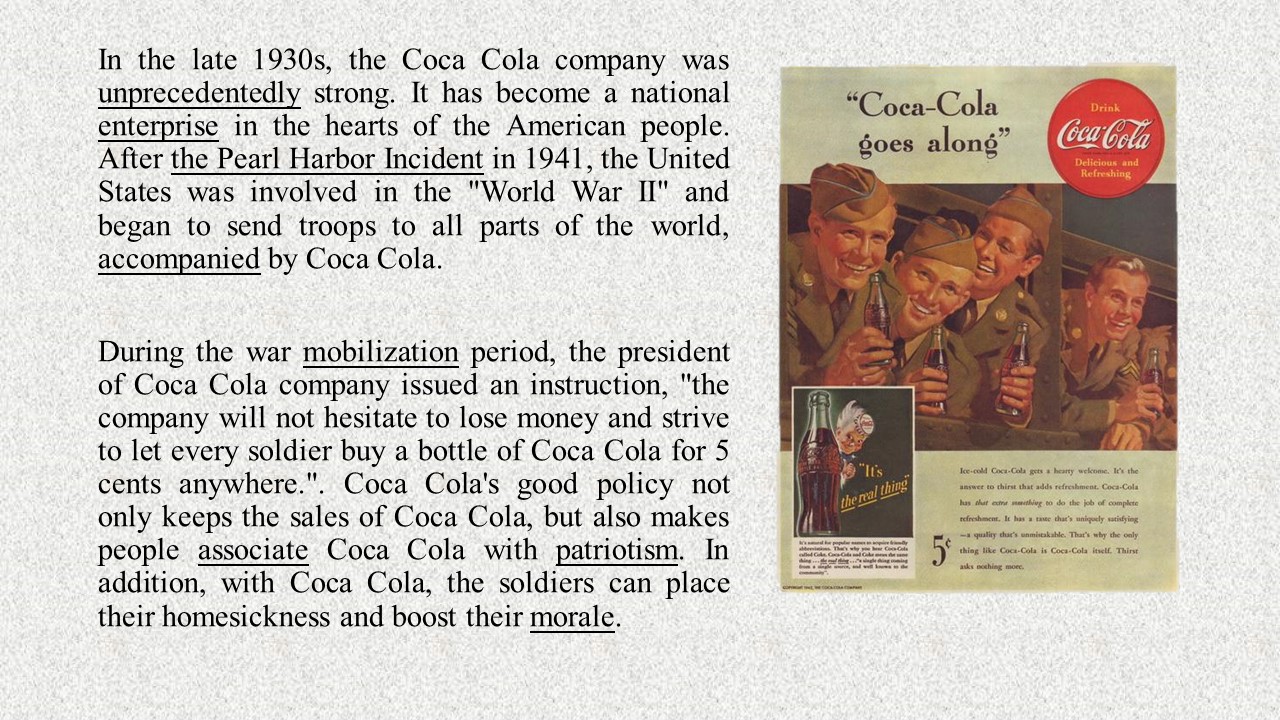 In the late 1930s, the Coca Cola company was
unprecedentedly strong. It has become a national
enterprise in the hearts of the American people.
After the Pearl Harbor Incident in 1941, the United
States was involved in the "World War II" and
began to send troops to all parts of the world,
accompanied by Coca Cola.
During the war mobilization period, the president
of Coca Cola company issued an instruction, "the
company will not hesitate to lose money and strive
to let every soldier buy a bottle of Coca Cola for 5
cents anywhere.". Coca Cola's good policy not
only keeps the sales of Coca Cola, but also makes
people associate Coca Cola with patriotism. In
addition, with Coca Cola, the soldiers can place
their homesickness and boost their morale.
“Coca-Cola
goes along”
Drink
Coca-Cola
Delicious and
Refreshing
“It's
the real thing”
It's natural for popular names to acquire friendly
abbreviations. That's why you hear Coca-Cola
called Coke. Coca-Cola and Coke mean the same
thing . . . the real thing . . . “a single thing coming
from a single source, and well known to the
community”.
5¢
Ice-cold Coca-Cola gets a hearty welcome. It's the
answer to thirst that adds refreshment. Coca-Cola
has that extra something to do the job of complete
refreshment. It has a taste that's uniquely satisfying
—a quality that's unmistakable. That's why the only
thing like Coca-Cola is Coca-Cola itself. Thirst
asks nothing more.
COPYRIGHT 1942, THE COCA-COLA COMPANY